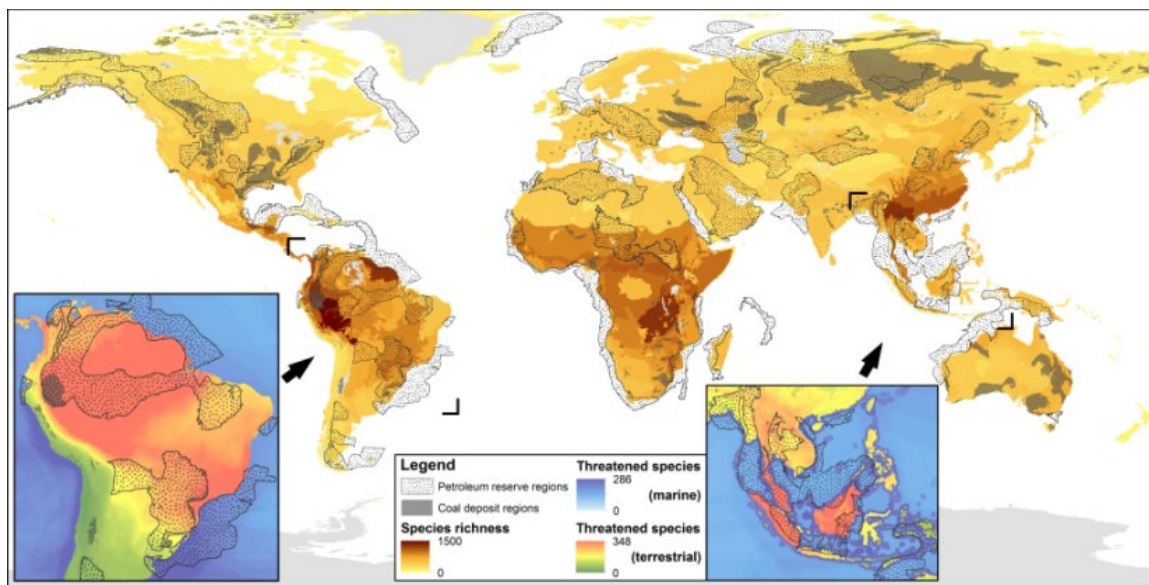 Legend
Petroleum reserve regions
Coal deposit regions
Species richness
1500
0
Threatened species
286
(marine)
0
Threatened species
348
(terrestrial)
0